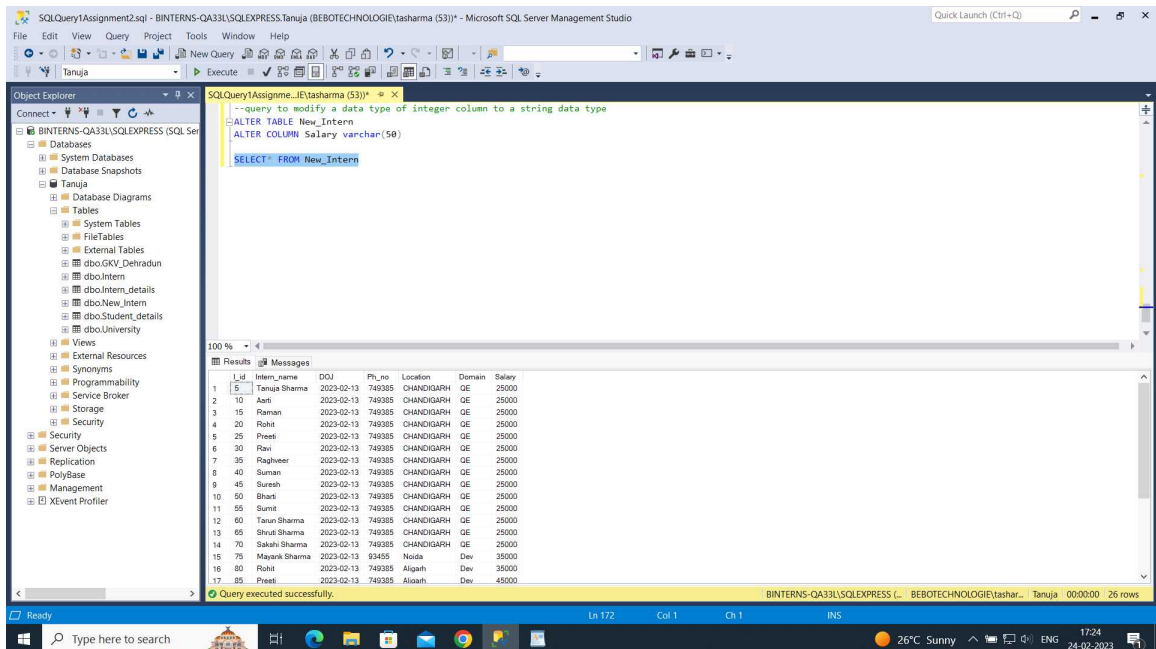 SQLQuery1Assignment2.sql - BINTERNS-QA33L\SQLEXPRESS.Tanuja (BEBOTECHNOLOGIE\tasharma (53))* - Microsoft SQL Server Management Studio
Quick Launch (Ctrl+Q)
File Edit View Query Project Tools Window Help
New Query
Tanuja
Execute
Object Explorer
Connect
BINTERNS-QA33L\SQLEXPRESS (SQL Ser
Databases
System Databases
Database Snapshots
Tanuja
Database Diagrams
Tables
System Tables
FileTables
External Tables
dbo.GKV_Dehradun
dbo.Intern
dbo.Intern_details
dbo.New_Intern
dbo.Student_details
dbo.University
Views
External Resources
Synonyms
Programmability
Service Broker
Storage
Security
Security
Server Objects
Replication
PolyBase
Management
XEvent Profiler
SQLQuery1Assignme...IE\tasharma (53))*
--query to modify a data type of integer column to a string data type
ALTER TABLE New_Intern
ALTER COLUMN Salary varchar(50)
SELECT* FROM New_Intern
100 %
Results Messages
I_id Intern_name DOJ Ph_no Location Domain Salary
1 5 Tanuja Sharma 2023-02-13 749385 CHANDIGARH QE 25000
2 10 Aarti 2023-02-13 749385 CHANDIGARH QE 25000
3 15 Raman 2023-02-13 749385 CHANDIGARH QE 25000
4 20 Rohit 2023-02-13 749385 CHANDIGARH QE 25000
5 25 Preeti 2023-02-13 749385 CHANDIGARH QE 25000
6 30 Ravi 2023-02-13 749385 CHANDIGARH QE 25000
7 35 Raghveer 2023-02-13 749385 CHANDIGARH QE 25000
8 40 Suman 2023-02-13 749385 CHANDIGARH QE 25000
9 45 Suresh 2023-02-13 749385 CHANDIGARH QE 25000
10 50 Bharti 2023-02-13 749385 CHANDIGARH QE 25000
11 55 Sumit 2023-02-13 749385 CHANDIGARH QE 25000
12 60 Tarun Sharma 2023-02-13 749385 CHANDIGARH QE 25000
13 65 Shruti Sharma 2023-02-13 749385 CHANDIGARH QE 25000
14 70 Sakshi Sharma 2023-02-13 749385 CHANDIGARH QE 25000
15 75 Mayank Sharma 2023-02-13 93455 Noida Dev 35000
16 80 Rohit 2023-02-13 749385 Aligarh Dev 35000
17 85 Preeti 2023-02-13 749385 Aligarh Dev 45000
Query executed successfully.
BINTERNS-QA33L\SQLEXPRESS (... BEBOTECHNOLOGIE\tashar... Tanuja 00:00:00 26 rows
Ready
Ln 172 Col 1 Ch 1 INS
Type here to search
26°C Sunny
ENG
17:24
24-02-2023